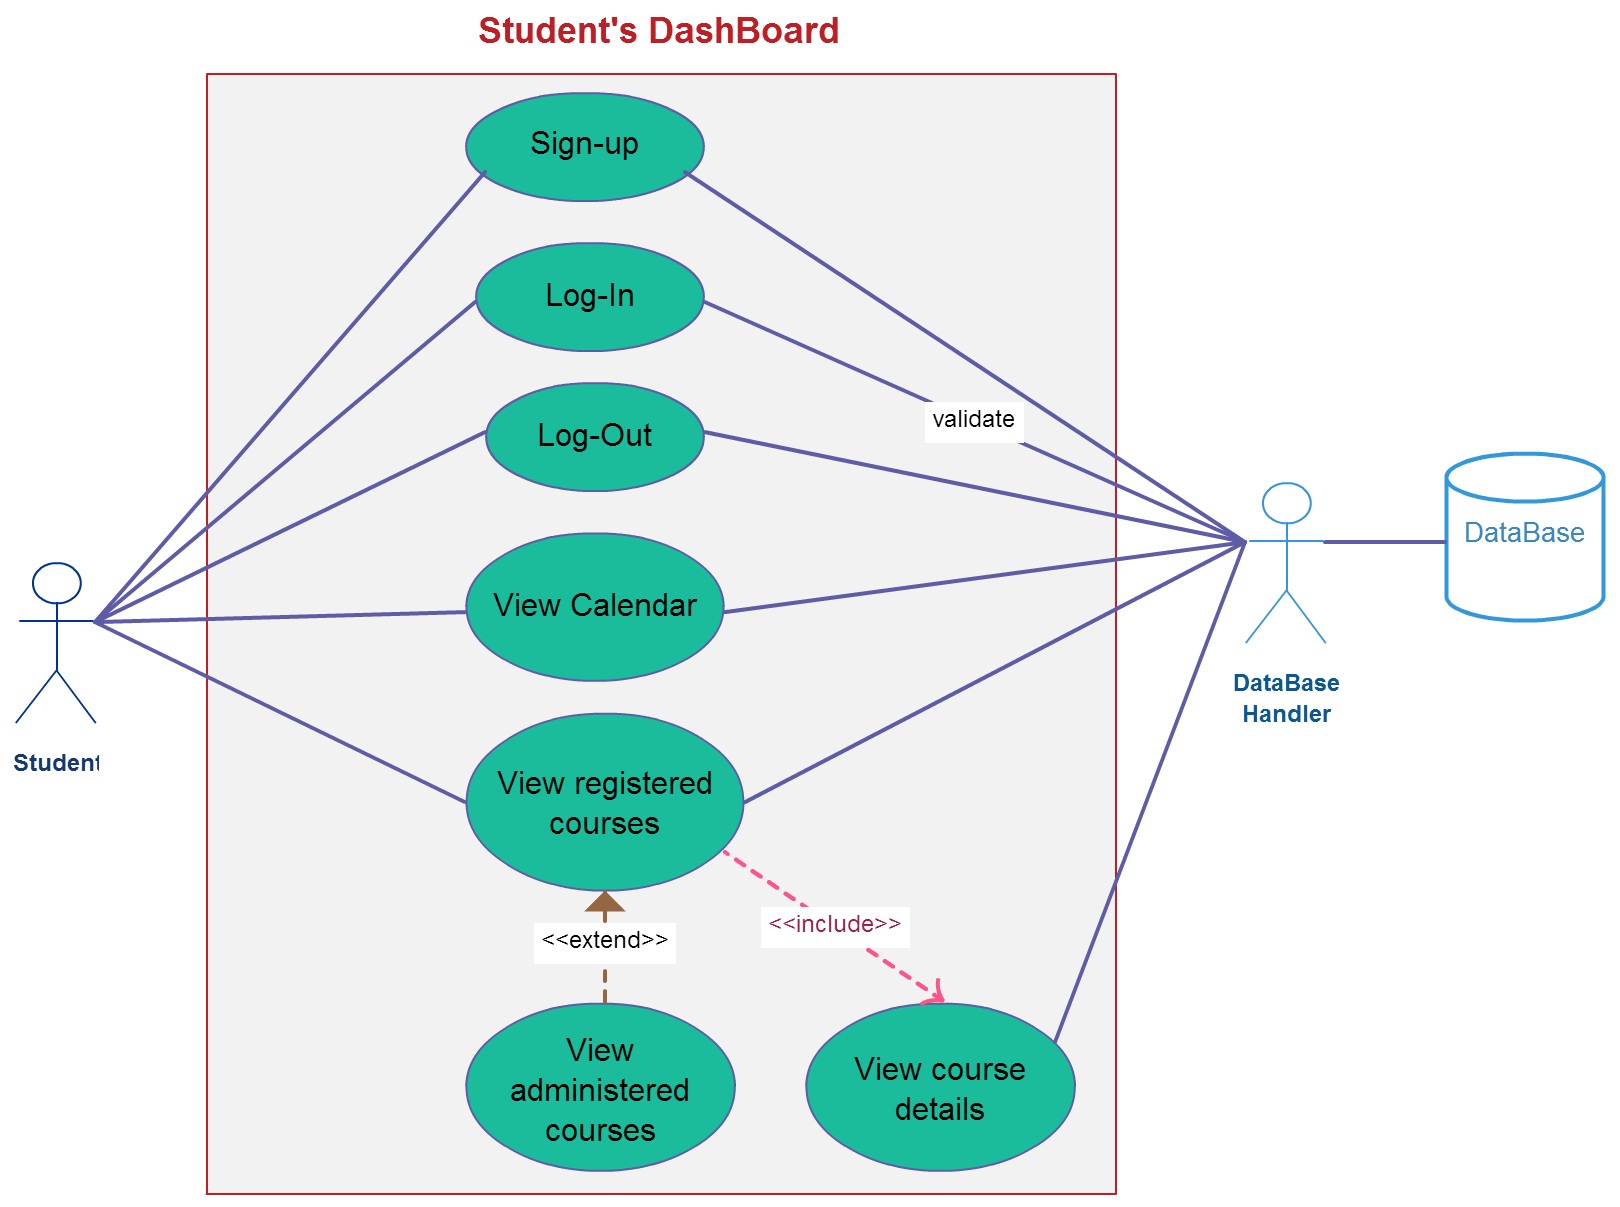 Student's DashBoard
Sign-up
Log-In
Log-Out
validate
DataBase
View Calendar
DataBase
Handler
Student
View registered
courses
<<extend>>
<<include>>
View
administered
courses
View course
details